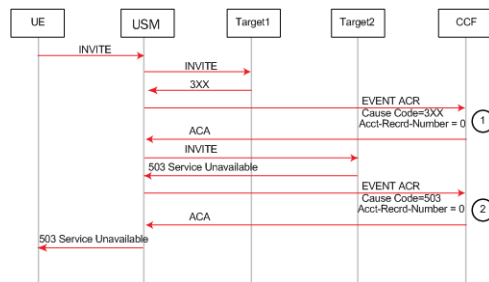 UE
USM
Target1
Target2
CCF
INVITE
INVITE
3XX
EVENT ACR
Cause Code=3XX
Acct-Recrd-Number = 0
1
ACA
INVITE
503 Service Unavailable
EVENT ACR
Cause Code=503
Acct-Recrd-Number = 0
2
ACA
503 Service Unavailable